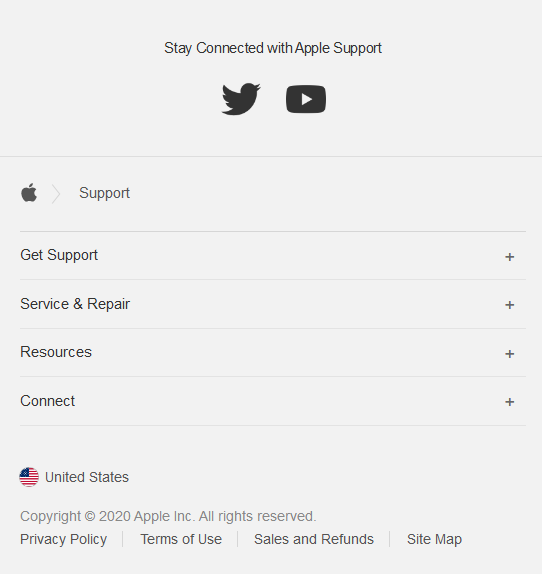 Stay Connected with Apple Support
Support
Get Support +
Service & Repair +
Resources +
Connect +
United States
Copyright © 2020 Apple Inc. All rights reserved.
Privacy Policy | Terms of Use | Sales and Refunds | Site Map